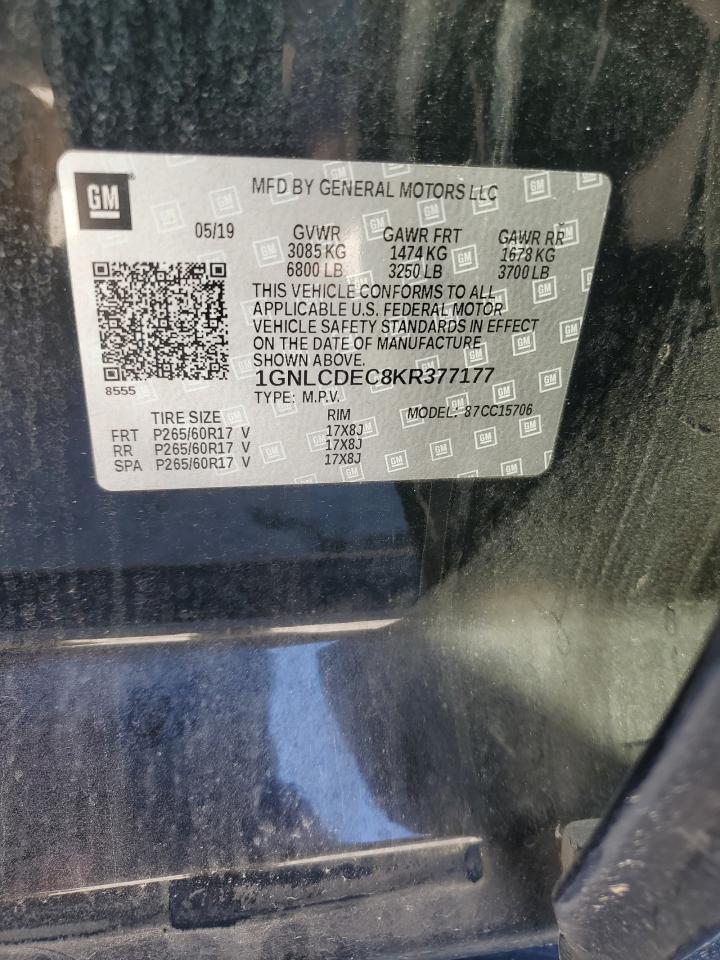 GM
MFD BY GENERAL MOTORS LLC
05/19 GVWR GAWR FRT GAWR RR
3085 KG 1474 KG 1678 KG
6800 LB 3250 LB 3700 LB
THIS VEHICLE CONFORMS TO ALL
APPLICABLE U.S. FEDERAL MOTOR
VEHICLE SAFETY STANDARDS IN EFFECT
ON THE DATE OF MANUFACTURE
SHOWN ABOVE.
1GNLCDEC8KR377177
8555
TYPE: M.P.V.
TIRE SIZE RIM MODEL: 87CC15706
FRT P265/60R17 V 17X8J
RR P265/60R17 V 17X8J
SPA P265/60R17 V 17X8J